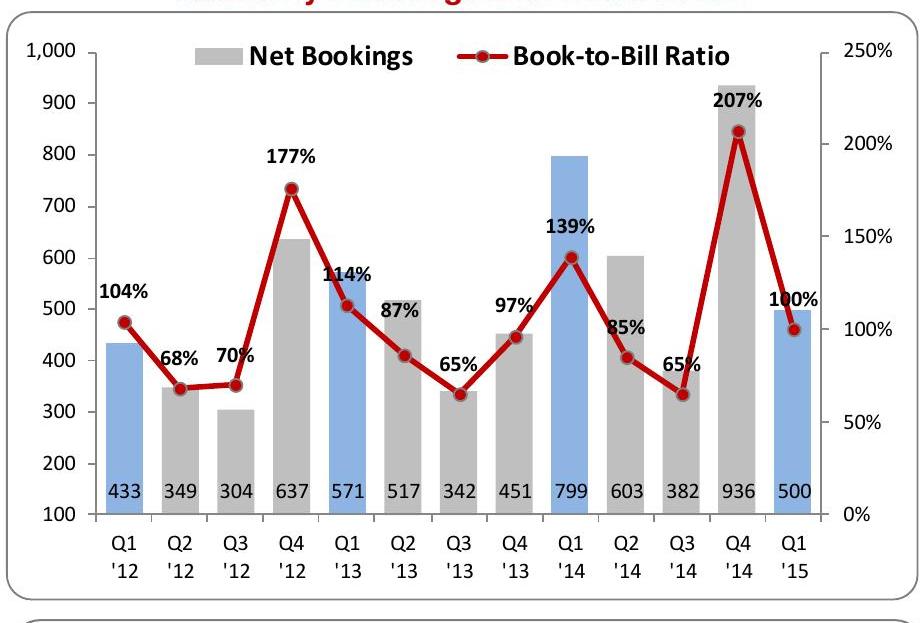 1,000 Net Bookings Book-to-Bill Ratio 250%
900 207%
800 177% 200%
700 139%
600 114% 150%
500 104% 87% 97% 85% 100% 100%
400 68% 70% 65% 65%
300 50%
200
433 349 304 637 571 517 342 451 799 603 382 936 500
100 0%
Q1 Q2 Q3 Q4 Q1 Q2 Q3 Q4 Q1 Q2 Q3 Q4 Q1
'12 '12 '12 '12 '13 '13 '13 '13 '14 '14 '14 '14 '15